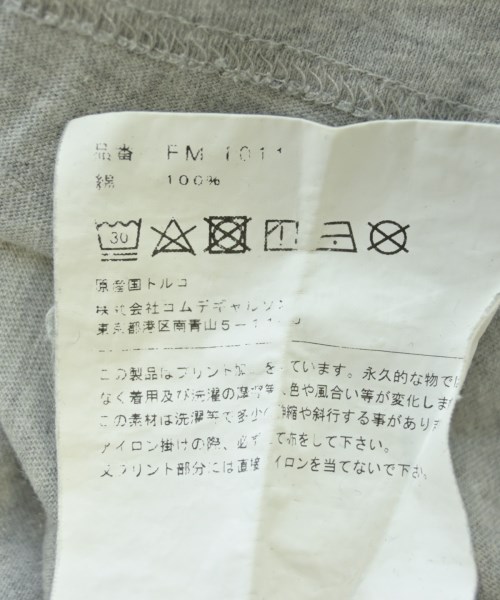 品番 FM 1011
綿 100%
30
原産国トルコ
株式会社コムデギャルソン
東京都港区南青山5－
この製品はプリント加 を ています。永久的な物では
なく着用及び洗濯の摩擦等 色や風合い等が変化しま
この素材は洗濯等で多少 伸縮や斜行する事があります
アイロン掛けの際、必ず て布をして下さい。
又プリント部分には直接 イロンを当てないで下さい。